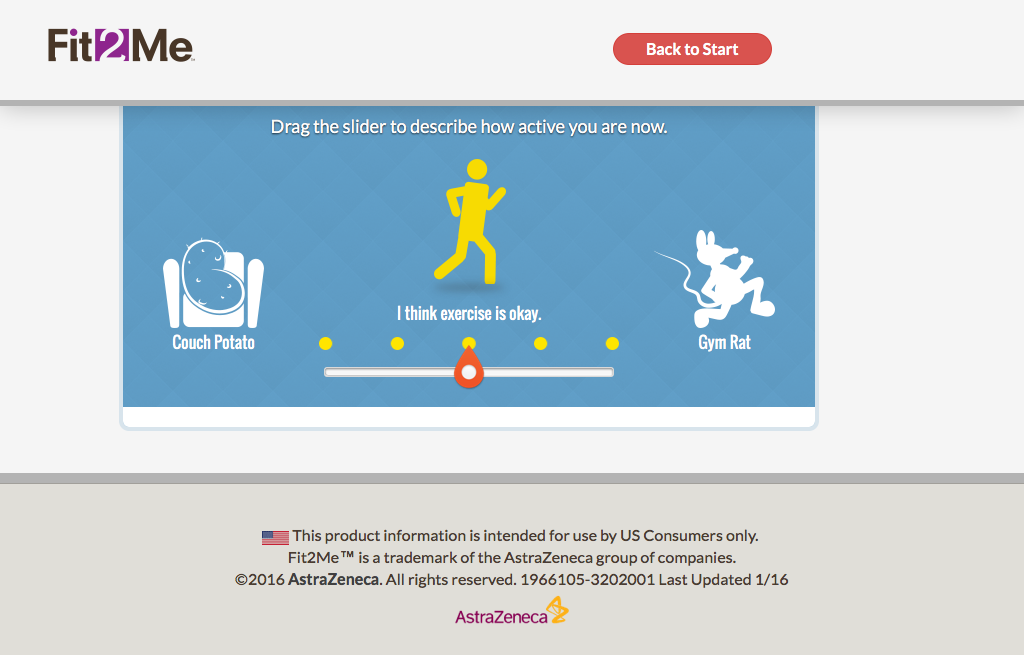 Fit2Me™
Back to Start
Drag the slider to describe how active you are now.
I think exercise is okay.
Couch Potato
Gym Rat
This product information is intended for use by US Consumers only.
Fit2Me™ is a trademark of the AstraZeneca group of companies.
©2016 AstraZeneca. All rights reserved. 1966105-3202001 Last Updated 1/16
AstraZeneca